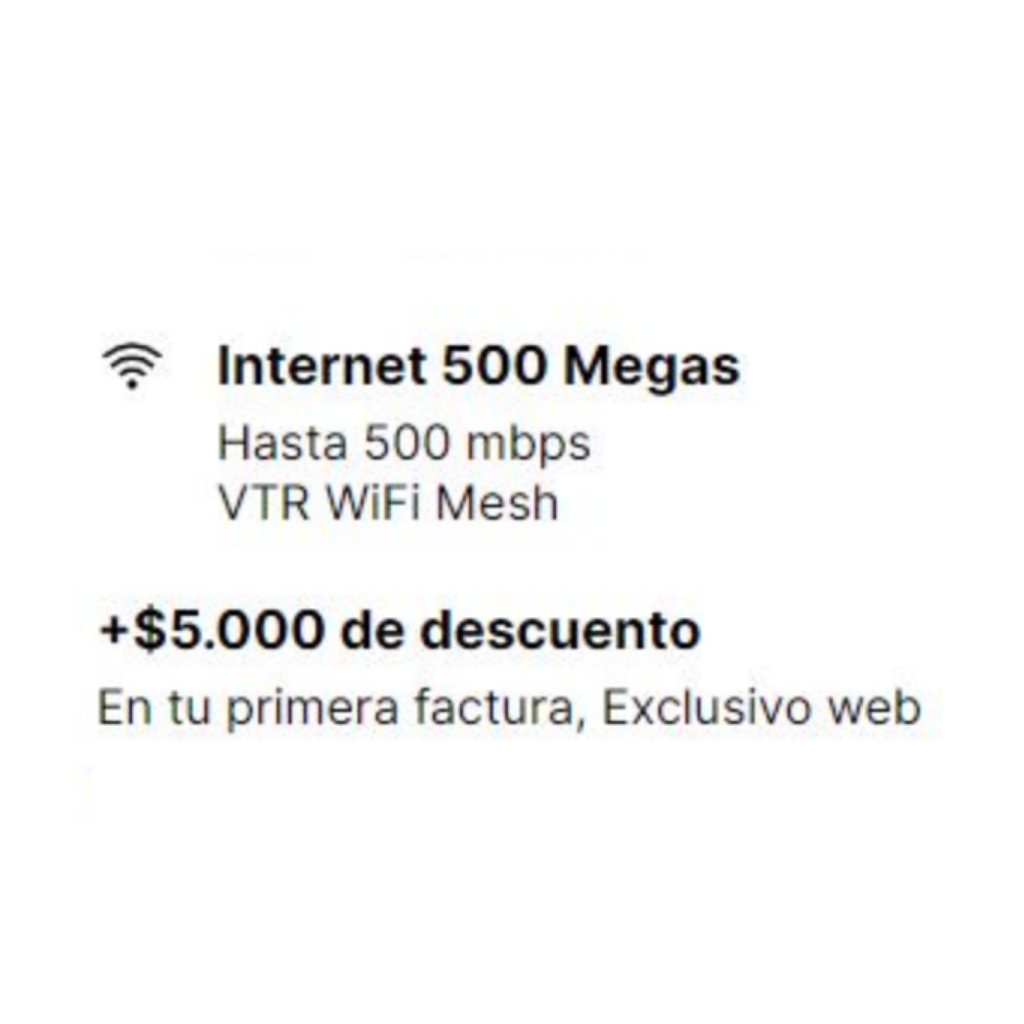 Internet 500 Megas
Hasta 500 mbps
VTR WiFi Mesh
+$5.000 de descuento
En tu primera factura, Exclusivo web